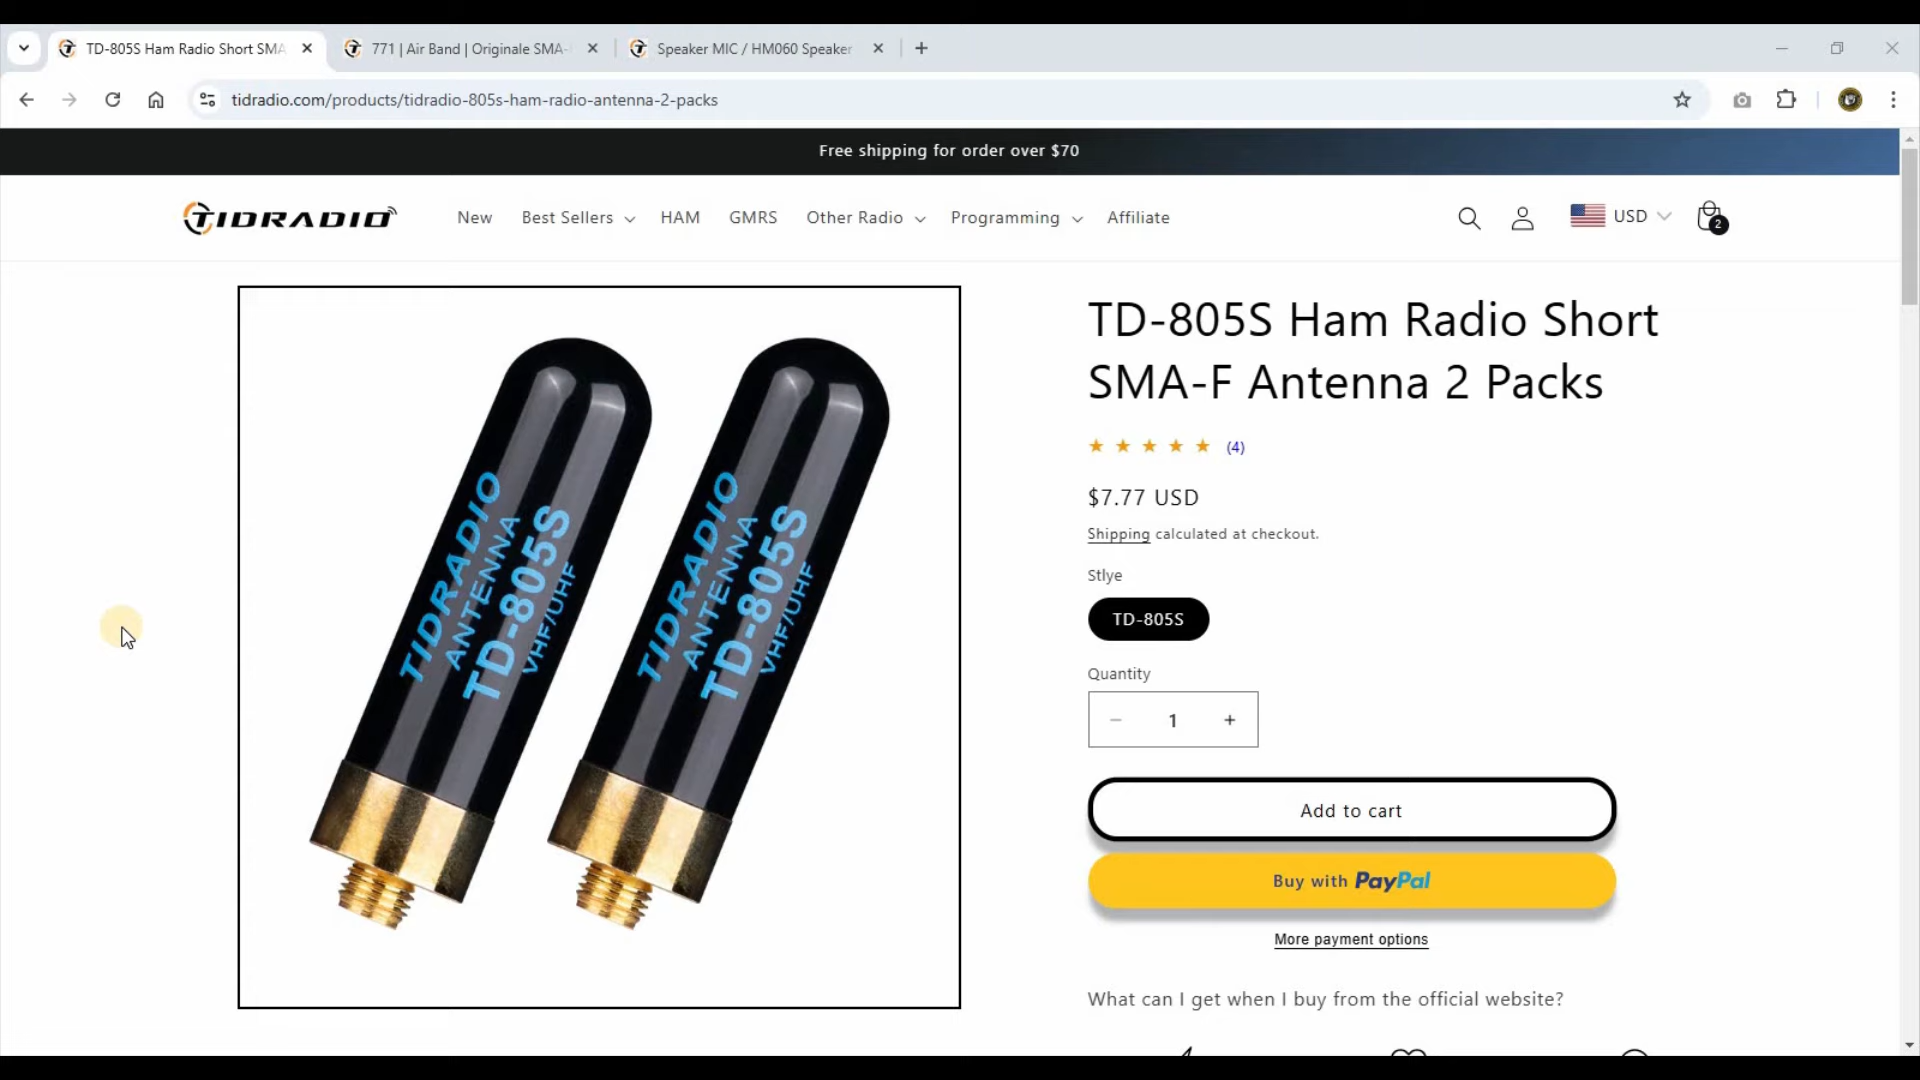 TD-805S Ham Radio Short SMA
771 | Air Band | Originale SMA-
Speaker MIC / HM060 Speaker
tidradio.com/products/tidradio-805s-ham-radio-antenna-2-packs
Free shipping for order over $70
TIDRADIO
New
Best Sellers
HAM
GMRS
Other Radio
Programming
Affiliate
USD
2
TIDRADIO
ANTENNA
TD-805S
VHF/UHF
TIDRADIO
ANTENNA
TD-805S
VHF/UHF
TD-805S Ham Radio Short
SMA-F Antenna 2 Packs
(4)
$7.77 USD
Shipping calculated at checkout.
Stlye
TD-805S
Quantity
− 1 +
Add to cart
Buy with PayPal
More payment options
What can I get when I buy from the official website?